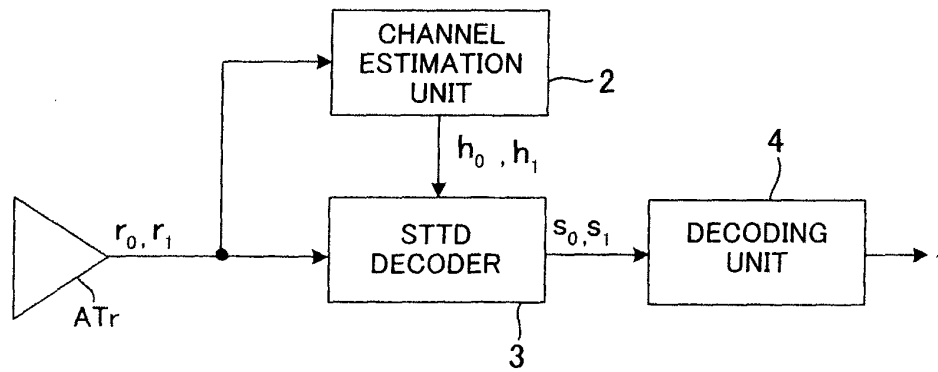 CHANNEL
ESTIMATION
UNIT
2
h₀ , h₁
4
r₀, r₁
STTD
DECODER
s₀, s₁
DECODING
UNIT
ATr
3